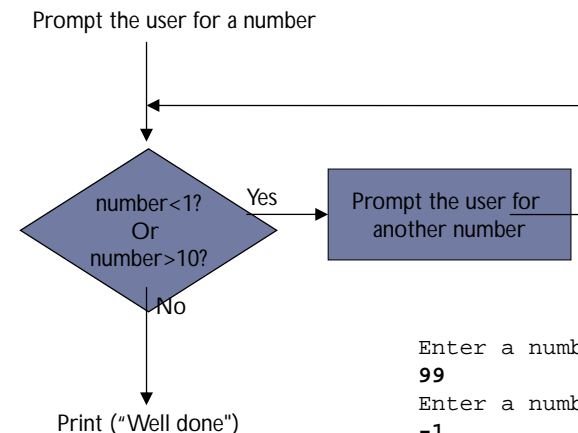 Prompt the user for a number
number<1?
Or
number>10?
Yes
Prompt the user for
another number
No
Enter a numb
99
Enter a numb
-1
Print (“Well done")